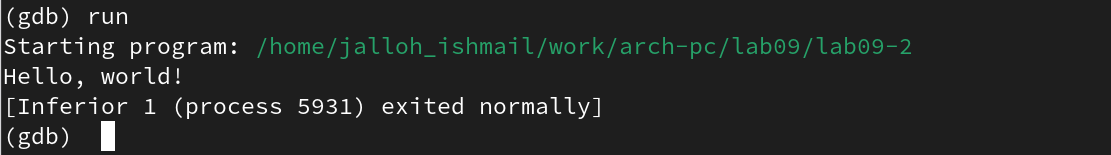 (gdb) run
Starting program: /home/jalloh_ishmail/work/arch-pc/lab09/lab09-2
Hello, world!
[Inferior 1 (process 5931) exited normally]
(gdb)